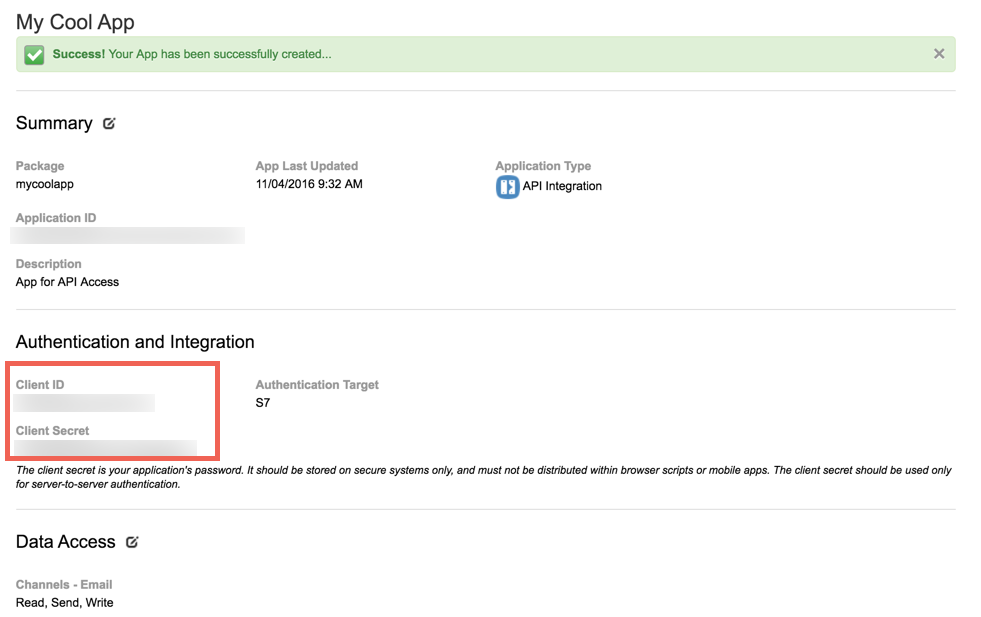 My Cool App
Success! Your App has been successfully created...
Summary
Package
mycoolapp
App Last Updated
11/04/2016 9:32 AM
Application Type
API Integration
Application ID
Description
App for API Access
Authentication and Integration
Client ID
Authentication Target
S7
Client Secret
The client secret is your application's password. It should be stored on secure systems only, and must not be distributed within browser scripts or mobile apps. The client secret should be used only
for server-to-server authentication.
Data Access
Channels - Email
Read, Send, Write